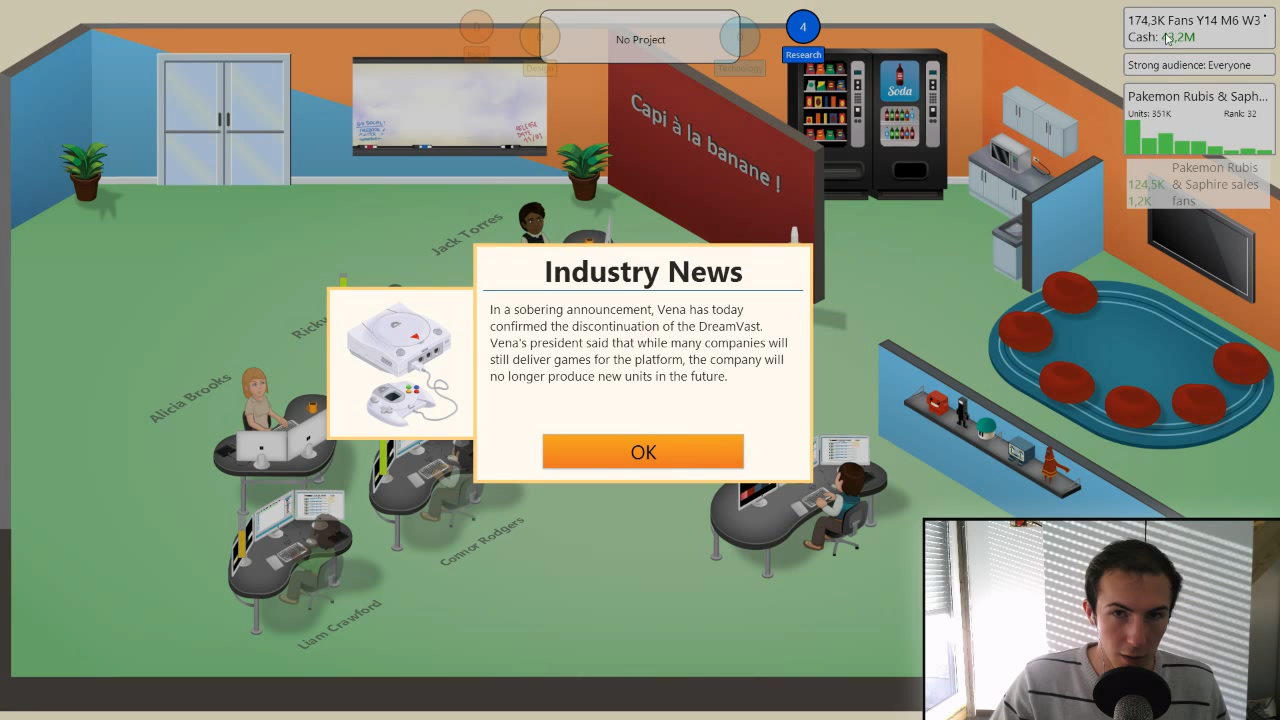 174,3K Fans Y14 M6 W3
Cash:
Strong audience: Everyone
Pakemon Rubis & Saph...
Units: 351K
Rank: 32
124,5K Pakemon Rubis & Saphire sales
1,2K fans
No Project
4
Research
Design
Technology
Soda
Capi à la banane !
RELEASE
DATE
Jack Torres
Alicia Brooks
Connor Rodgers
Liam Crawford
Industry News
In a sobering announcement, Vena has today
confirmed the discontinuation of the DreamVast.
Vena's president said that while many companies will
still deliver games for the platform, the company will
no longer produce new units in the future.
OK